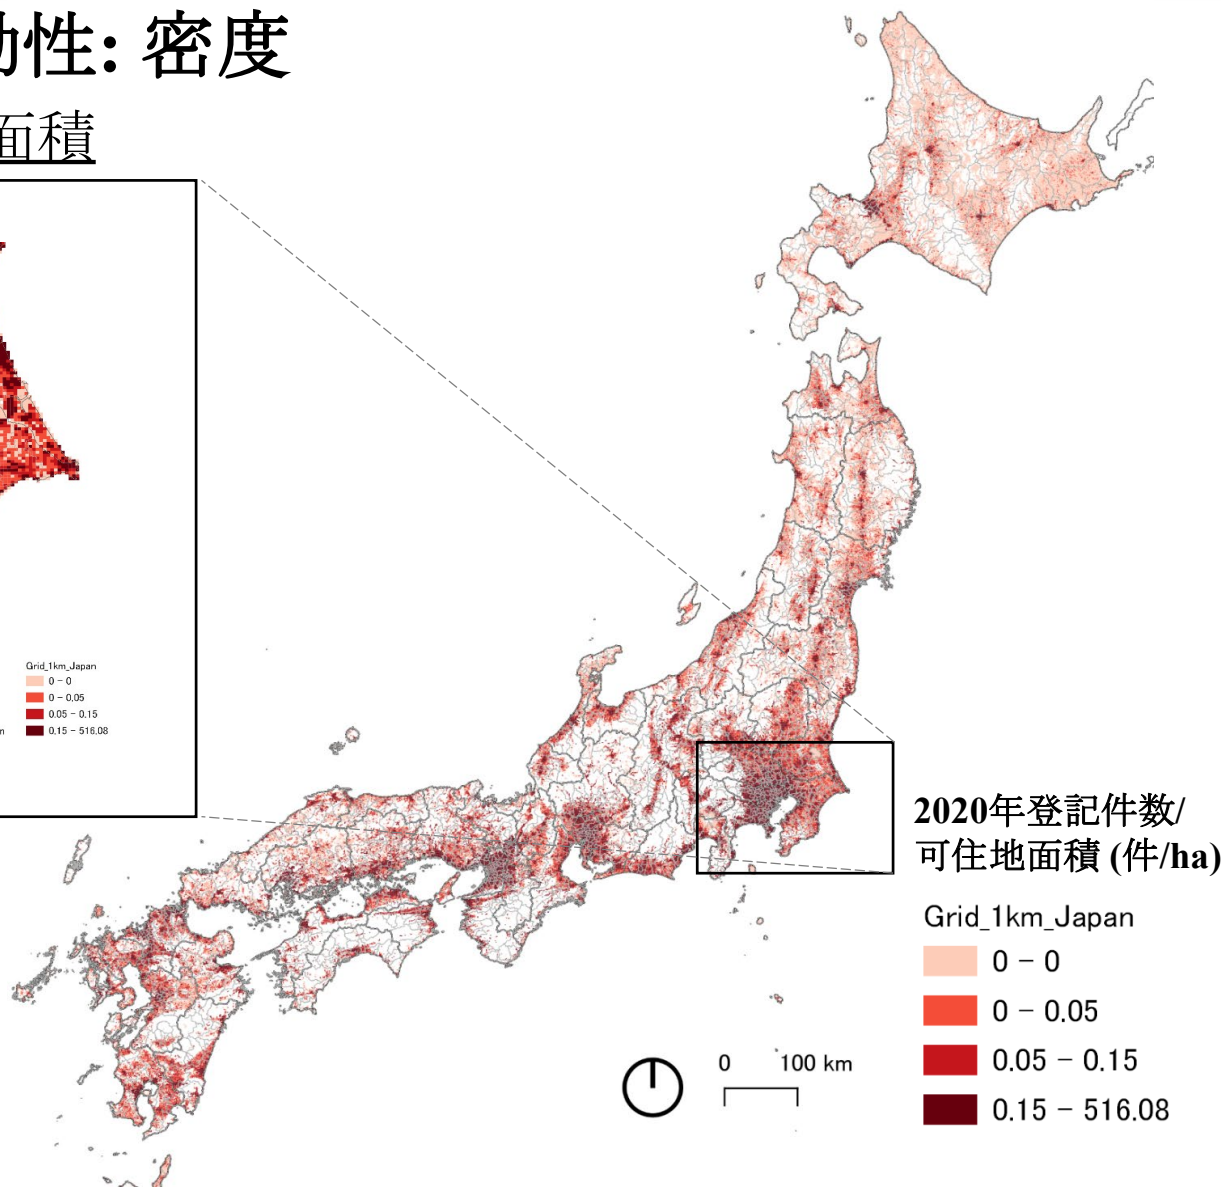 性: 密度
面積
Grid_1km_Japan
0 – 0
0 – 0.05
0.05 – 0.15
0.15 – 516.08
2020年登記件数/
可住地面積 (件/ha)
Grid_1km_Japan
0 – 0
0 – 0.05
0.05 – 0.15
0.15 – 516.08
0 100 km